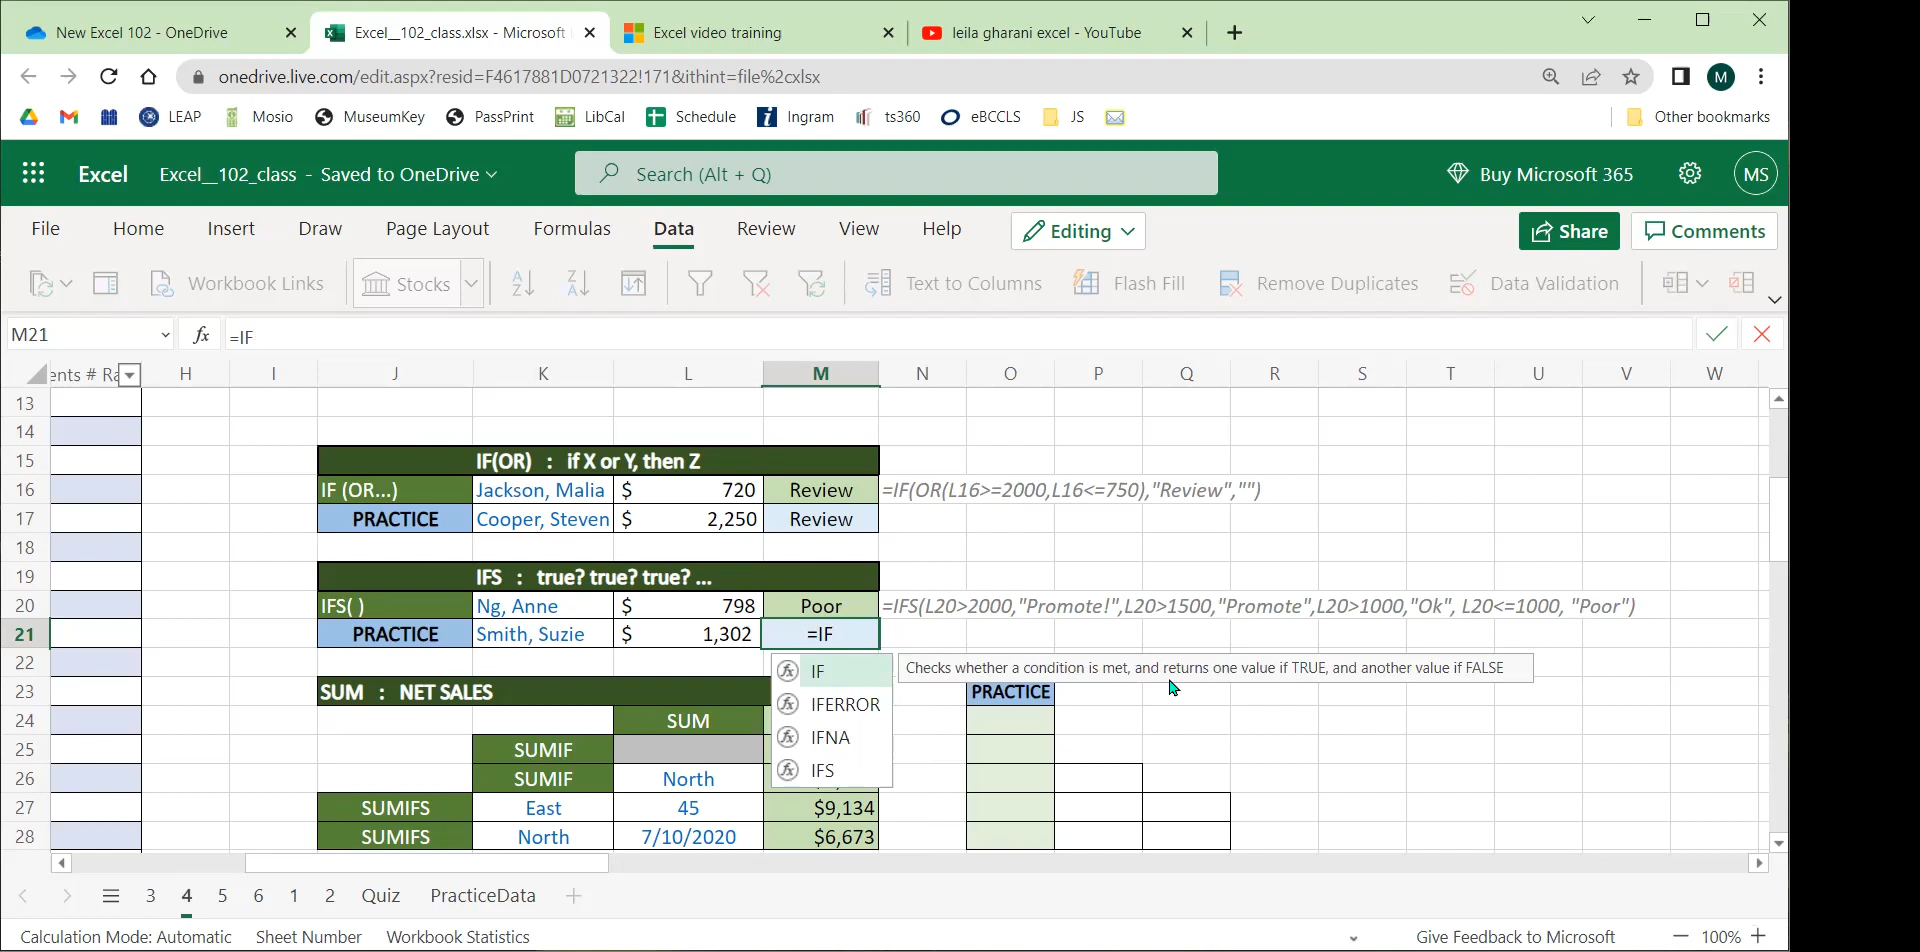 New Excel 102 - OneDrive
Excel__102_class.xlsx - Microsoft
Excel video training
leila gharani excel - YouTube
onedrive.live.com/edit.aspx?resid=F4617881D0721322!171&ithint=file%2cxlsx
M
LEAP
Mosio
MuseumKey
PassPrint
LibCal
Schedule
Ingram
ts360
eBCCLS
JS
Other bookmarks
Excel
Excel__102_class - Saved to OneDrive
Search (Alt + Q)
Buy Microsoft 365
MS
File
Home
Insert
Draw
Page Layout
Formulas
Data
Review
View
Help
Editing
Share
Comments
Workbook Links
Stocks
Text to Columns
Flash Fill
Remove Duplicates
Data Validation
M21
fx
=IF
ents # Ra H I J K L M N O P Q R S T U V W
13
14
15 IF(OR) : if X or Y, then Z
16 IF (OR...) Jackson, Malia $ 720 Review =IF(OR(L16>=2000,L16<=750),"Review","")
17 PRACTICE Cooper, Steven $ 2,250 Review
18
19 IFS : true? true? true? ...
20 IFS( ) Ng, Anne $ 798 Poor =IFS(L20>2000,"Promote!",L20>1500,"Promote",L20>1000,"Ok", L20<=1000, "Poor")
21 PRACTICE Smith, Suzie $ 1,302 =IF
22 fx IF Checks whether a condition is met, and returns one value if TRUE, and another value if FALSE
23 SUM : NET SALES fx IFERROR PRACTICE
24 SUM fx IFNA
25 SUMIF fx IFS
26 SUMIF North
27 SUMIFS East 45 $9,134
28 SUMIFS North 7/10/2020 $6,673
3 4 5 6 1 2 Quiz PracticeData
Calculation Mode: Automatic Sheet Number Workbook Statistics Give Feedback to Microsoft 100%